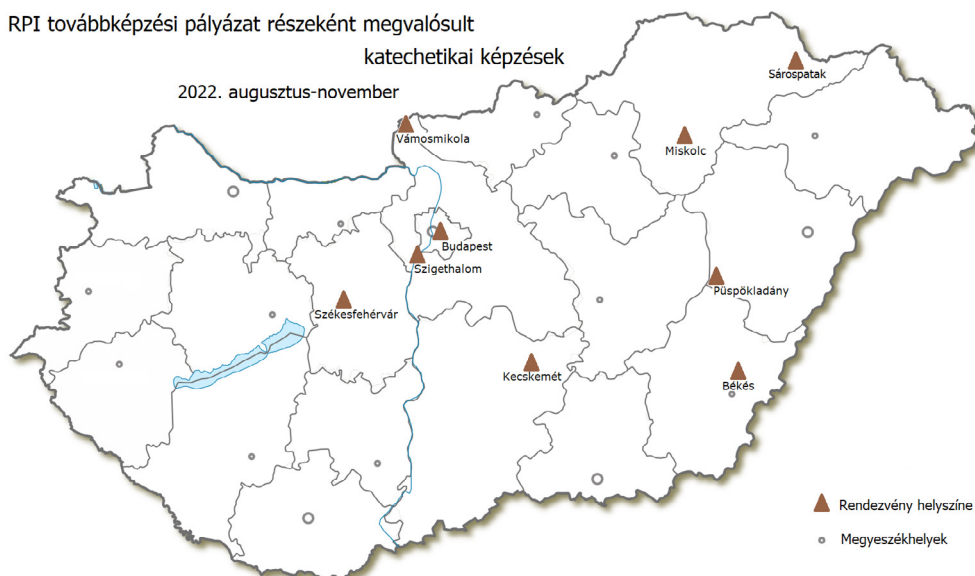 RPI továbbképzési pályázat részeként megvalósult
katechetikai képzések
2022. augusztus-november
Sárospatak
Vámosmikola
Miskolc
Budapest
Szigethalom
Püspökladány
Székesfehérvár
Kecskemét
Békés
Rendezvény helyszíne
Megyeszékhelyek